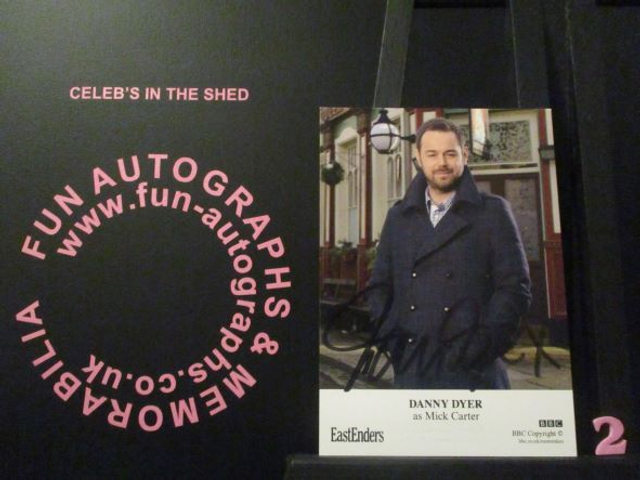 CELEB'S IN THE SHED
FUN AUTOGRAPHS & MEMORABILIA
www.fun-autographs.co.uk
DANNY DYER
as Mick Carter
EastEnders
BBC
BBC Copyright ©
2